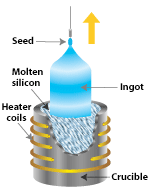 Seed
Molten
silicon
Ingot
Heater
coils
Crucible